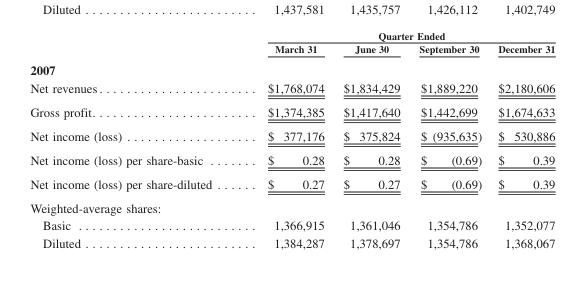 Diluted . . . . . . . . . . . . . . . . . . . . . . . . 1,437,581 1,435,757 1,426,112 1,402,749
Quarter Ended
March 31 June 30 September 30 December 31
2007
Net revenues. . . . . . . . . . . . . . . . . . . . . . . $1,768,074 $1,834,429 $1,889,220 $2,180,606
Gross profit. . . . . . . . . . . . . . . . . . . . . . . . $1,374,385 $1,417,640 $1,442,699 $1,674,633
Net income (loss) . . . . . . . . . . . . . . . . . . . $ 377,176 $ 375,824 $ (935,635) $ 530,886
Net income (loss) per share-basic . . . . . . . $ 0.28 $ 0.28 $ (0.69) $ 0.39
Net income (loss) per share-diluted . . . . . . $ 0.27 $ 0.27 $ (0.69) $ 0.39
Weighted-average shares:
Basic . . . . . . . . . . . . . . . . . . . . . . . . . 1,366,915 1,361,046 1,354,786 1,352,077
Diluted . . . . . . . . . . . . . . . . . . . . . . . . 1,384,287 1,378,697 1,354,786 1,368,067